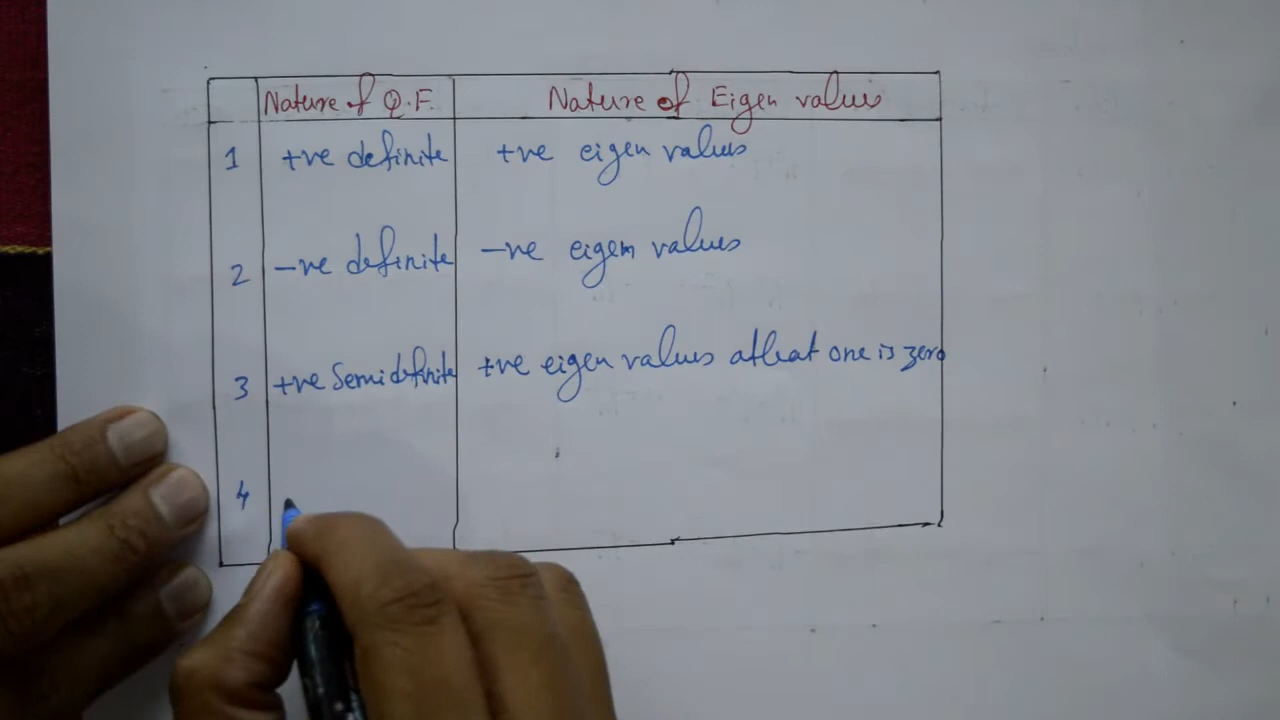 Nature of Q.F. Nature of Eigen values
1 +ve definite +ve eigen values
2 -ve definite -ve eigen values
3 +ve Semidefinite +ve eigen values atleat one is zero
4